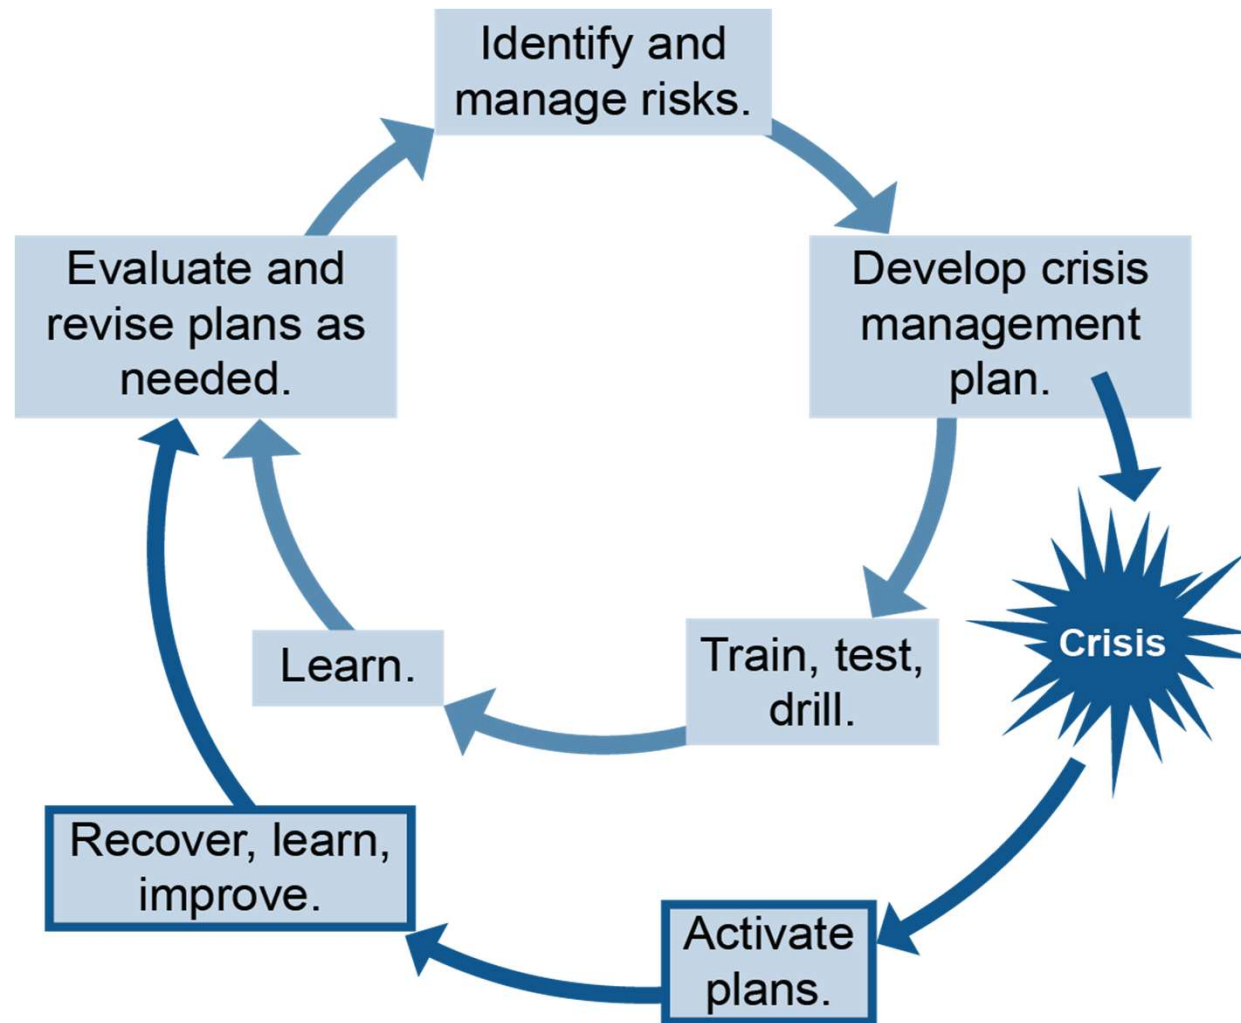 Identify and
manage risks.
Develop crisis
management
plan.
Crisis
Train, test,
drill.
Activate
plans.
Learn.
Recover, learn,
improve.
Evaluate and
revise plans as
needed.